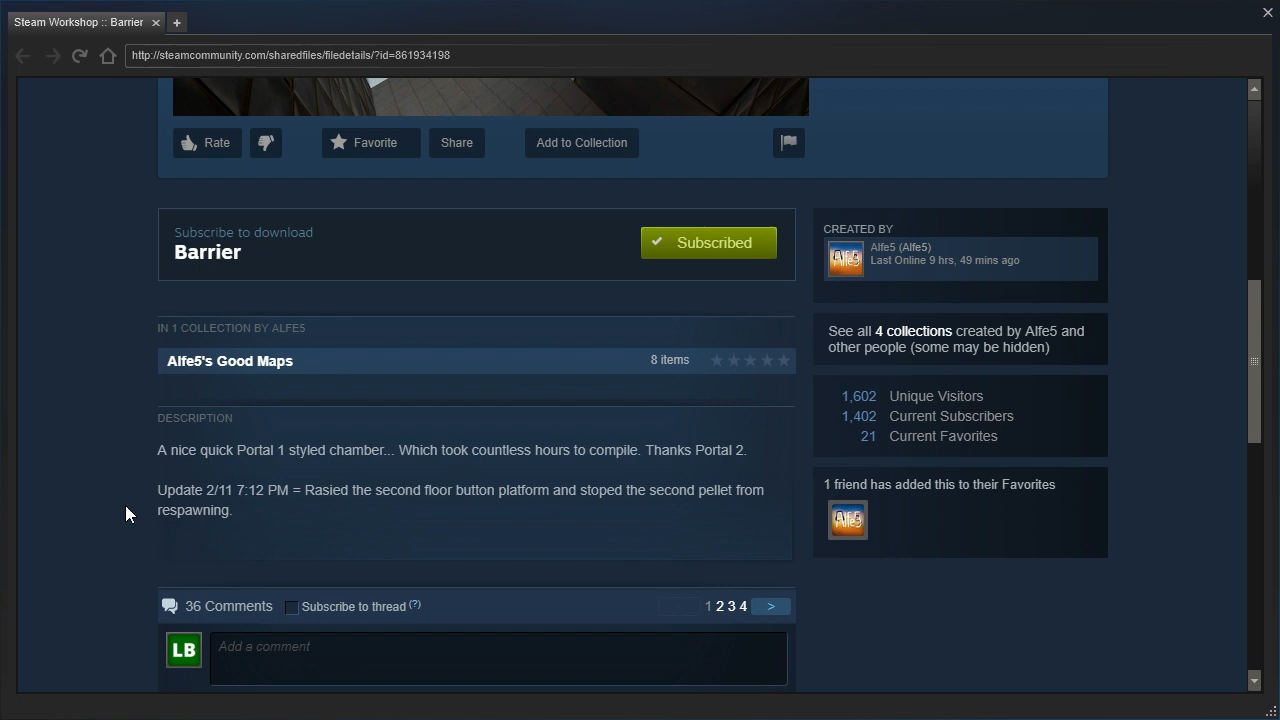 Steam Workshop :: Barrier
http://steamcommunity.com/sharedfiles/filedetails/?id=861934198
Rate
Favorite
Share
Add to Collection
Subscribe to download
Barrier
Subscribed
CREATED BY
Alfe5
Alfe5 (Alfe5)
Last Online 9 hrs, 49 mins ago
IN 1 COLLECTION BY ALFE5
Alfe5's Good Maps
8 items
See all 4 collections created by Alfe5 and
other people (some may be hidden)
1,602 Unique Visitors
1,402 Current Subscribers
21 Current Favorites
DESCRIPTION
A nice quick Portal 1 styled chamber... Which took countless hours to compile. Thanks Portal 2.
Update 2/11 7:12 PM = Rasied the second floor button platform and stoped the second pellet from
respawning.
1 friend has added this to their Favorites
Alfe5
36 Comments
Subscribe to thread (?)
< 1 2 3 4 >
LB
Add a comment